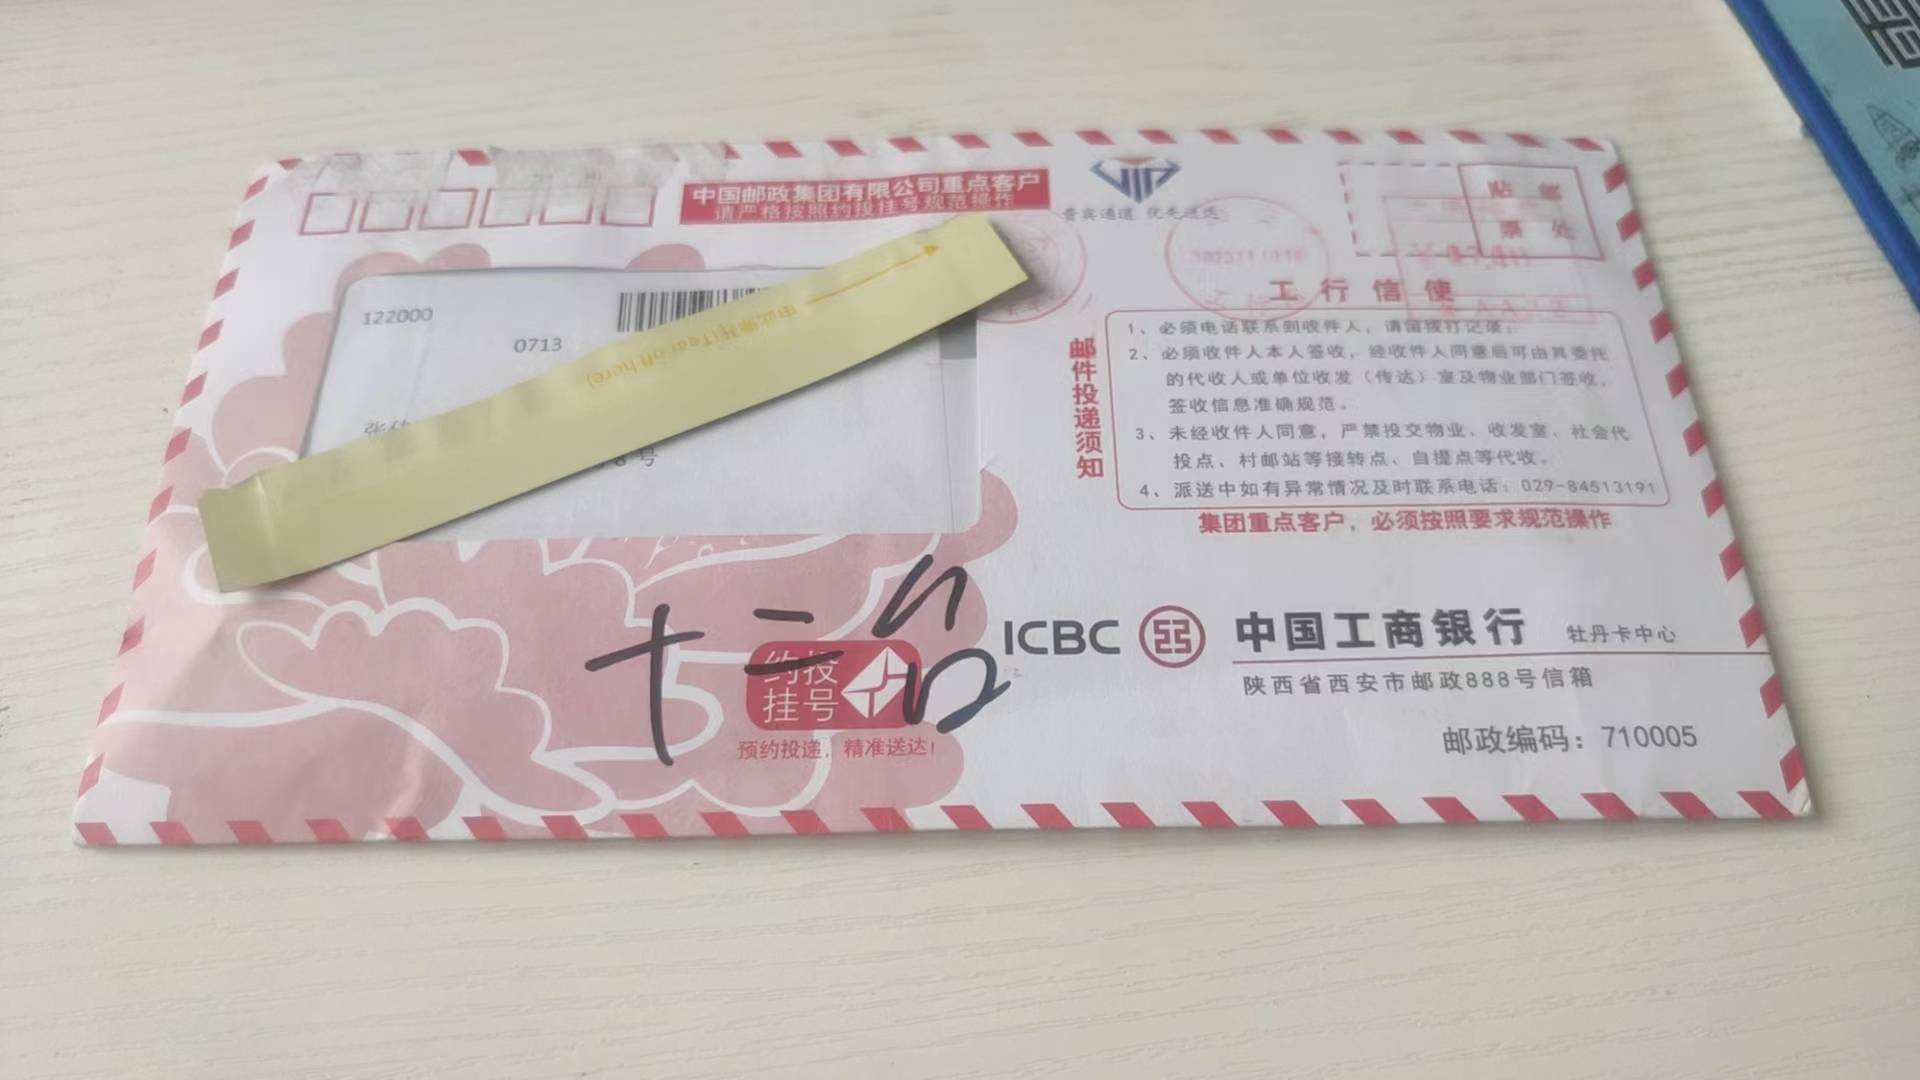 中国邮政集团有限公司重点客户
请严格按照约投挂号规范操作
VIP
贵宾通道 优先送达
贴 邮
票 处
工行信使
122000
0713
由此撕开(Tear off here)
8号
邮件投递须知
1、必须电话联系到收件人，请留拨打记录；
2、必须收件人本人签收，经收件人同意后可由其委托
的代收人或单位收发（传达）室及物业部门签收，
签收信息准确规范。
3、未经收件人同意，严禁投交物业、收发室、社会代
投点、村邮站等接转点、自提点等代收。
4、派送中如有异常情况及时联系电话：029-84513191
集团重点客户，必须按照要求规范操作
约投
挂号
预约投递，精准送达！
ICBC 中国工商银行 牡丹卡中心
陕西省西安市邮政888号信箱
邮政编码：710005